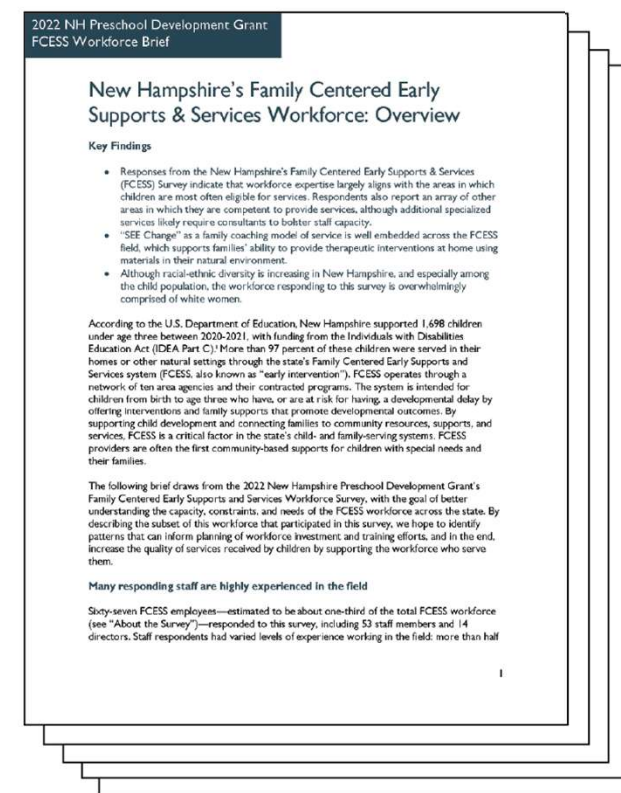 2022 NH Preschool Development Grant
FCESS Workforce Brief
New Hampshire's Family Centered Early
Supports & Services Workforce: Overview
Key Findings
• Responses from the New Hampshire's Family Centered Early Supports & Services
(FCESS) Survey indicate that workforce expertise largely aligns with the areas in which
children are most often eligible for services. Respondents also report an array of other
areas in which they are competent to provide services, although additional specialized
services likely require consultants to bolster staff capacity.
• "SEE Change" as a family coaching model of service is well embedded across the FCESS
field, which supports families' ability to provide therapeutic interventions at home using
materials in their natural environment.
• Although racial-ethnic diversity is increasing in New Hampshire, and especially among
the child population, the workforce responding to this survey is overwhelmingly
comprised of white women.
According to the U.S. Department of Education, New Hampshire supported 1,698 children
under age three between 2020-2021, with funding from the Individuals with Disabilities
Education Act (IDEA Part C).¹ More than 97 percent of these children were served in their
homes or other natural settings through the state's Family Centered Early Supports and
Services system (FCESS, also known as "early intervention"). FCESS operates through a
network of ten area agencies and their contracted programs. The system is intended for
children from birth to age three who have, or are at risk for having, a developmental delay by
offering interventions and family supports that promote developmental outcomes. By
supporting child development and connecting families to community resources, supports, and
services, FCESS is a critical factor in the state's child- and family-serving systems. FCESS
providers are often the first community-based supports for children with special needs and
their families.
The following brief draws from the 2022 New Hampshire Preschool Development Grant's
Family Centered Early Supports and Services Workforce Survey, with the goal of better
understanding the capacity, constraints, and needs of the FCESS workforce across the state. By
describing the subset of this workforce that participated in this survey, we hope to identify
patterns that can inform planning of workforce investment and training efforts, and in the end,
increase the quality of services received by children by supporting the workforce who serve
them.
Many responding staff are highly experienced in the field
Sixty-seven FCESS employees—estimated to be about one-third of the total FCESS workforce
(see "About the Survey")—responded to this survey, including 53 staff members and 14
directors. Staff respondents had varied levels of experience working in the field: more than half
1